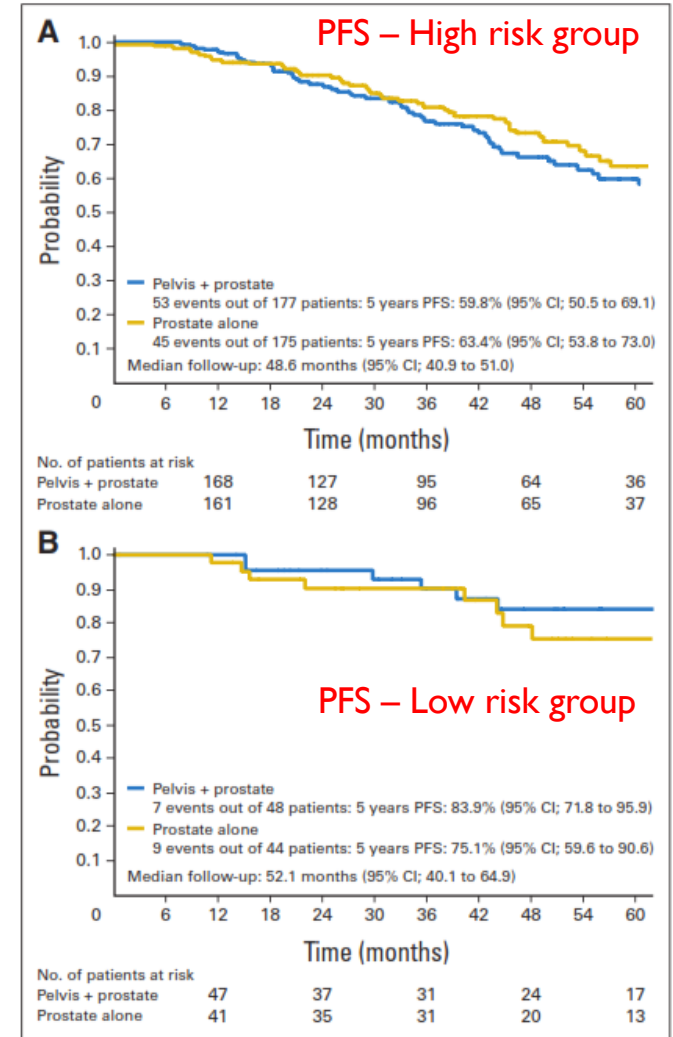 A
PFS – High risk group
1.0
0.9
0.8
0.7
0.6
0.5
0.4
0.3
0.2
0.1
Probability
Pelvis + prostate
53 events out of 177 patients: 5 years PFS: 59.8% (95% CI; 50.5 to 69.1)
Prostate alone
45 events out of 175 patients: 5 years PFS: 63.4% (95% CI; 53.8 to 73.0)
Median follow-up: 48.6 months (95% CI; 40.9 to 51.0)
0 6 12 18 24 30 36 42 48 54 60
Time (months)
No. of patients at risk
Pelvis + prostate 168 127 95 64 36
Prostate alone 161 128 96 65 37
B
1.0
0.9
0.8
0.7
0.6
0.5
0.4
0.3
0.2
0.1
Probability
PFS – Low risk group
Pelvis + prostate
7 events out of 48 patients: 5 years PFS: 83.9% (95% CI; 71.8 to 95.9)
Prostate alone
9 events out of 44 patients: 5 years PFS: 75.1% (95% CI; 59.6 to 90.6)
Median follow-up: 52.1 months (95% CI; 40.1 to 64.9)
0 6 12 18 24 30 36 42 48 54 60
Time (months)
No. of patients at risk
Pelvis + prostate 47 37 31 24 17
Prostate alone 41 35 31 20 13